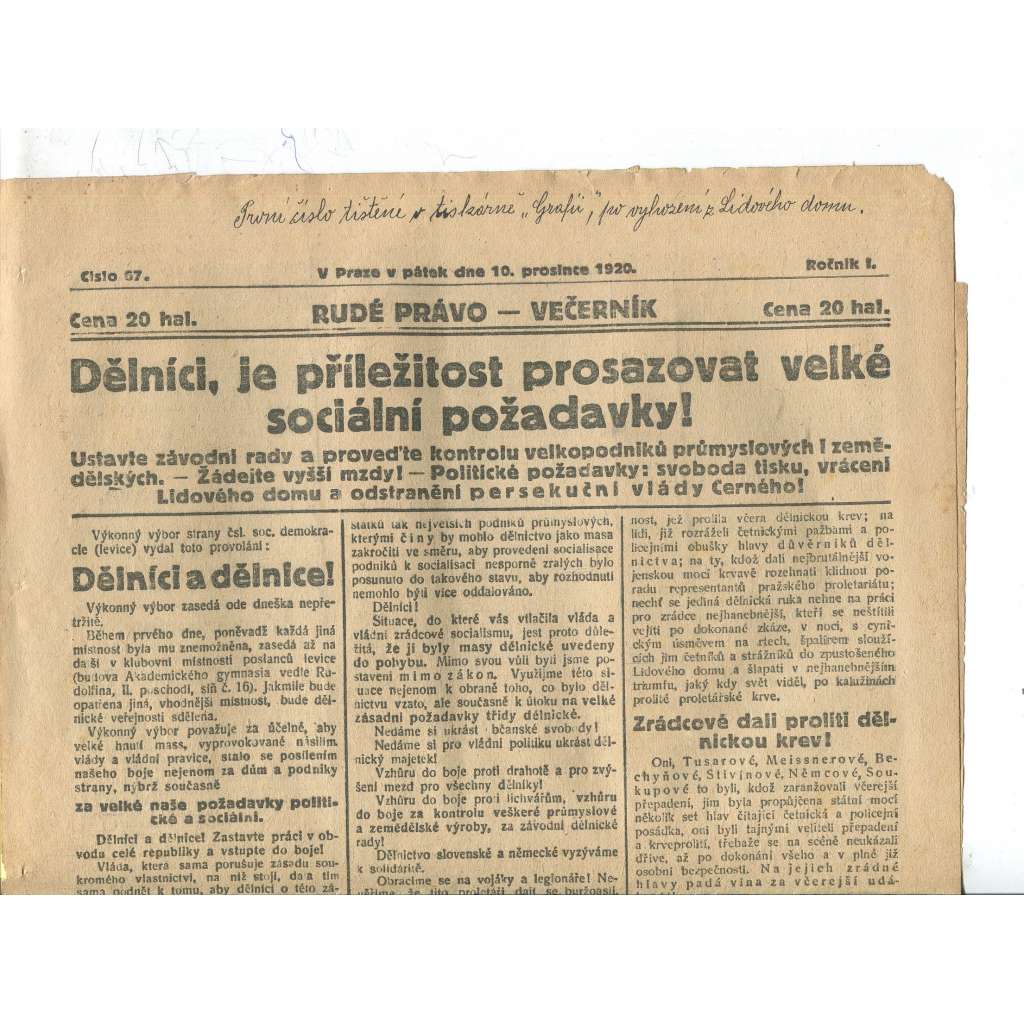 První číslo tištěné v tiskárně "Grafii", po vyhození z Lidového domu.
Číslo 67.
V Praze v pátek dne 10. prosince 1920.
Ročník I.
Cena 20 hal.
RUDÉ PRÁVO — VEČERNÍK
Cena 20 hal.
Dělníci, je příležitost prosazovat velké
sociální požadavky!
Ustavte závodní rady a proveďte kontrolu velkopodniků průmyslových i země-
dělských. — Žádejte vyšší mzdy! — Politické požadavky: svoboda tisku, vrácení
Lidového domu a odstranění persekuční vlády Černého!
Výkonný výbor strany čsl. soc. demokra-
cie (levice) vydal toto provolání:
Dělníci a dělnice!
Výkonný výbor zasedá ode dneška nepře-
tržitě.
Během prvého dne, poněvadž každá jiná
místnost byla mu znemožněna, zasedá až na
další v klubovní místnosti poslanců levice
(budova Akademického gymnasia vedle Ru-
dolfina, II. poschodí, síň č. 16). Jakmile bude
opatřena jiná, vhodnější místnost, bude děl-
nické veřejnosti sdělena.
Výkonný výbor považuje za účelné, aby
velké hnutí mass, vyprovokované násilím
vlády a vládní pravice, stalo se posílením
našeho boje nejenom za dům a podniky
strany, nýbrž současně
za velké naše požadavky politi-
cké a sociální.
Dělníci a dělnice! Zastavte práci v ob-
vodu celé republiky a vstupte do boje!
Vláda, která sama porušuje zásadu sou-
kromého vlastnictví, na níž stojí, dala tím
sama podnět k tomu, aby dělníci o této zá-
statků tak největších podniků průmyslových,
kterými činy by mohlo dělnictvo jako masa
zakročiti ve směru, aby provedení socialisace
podniků k socialisaci nesporně zralých bylo
posunuto do takového stavu, aby rozhodnutí
nemohlo býti více oddalováno.
Dělníci!
Situace, do které vás vtlačila vláda a
vládní zrádcové socialismu, jest proto důle-
žitá, že jí byly masy dělnické uvedeny
do pohybu. Mimo svou vůli byli jsme po-
staveni mimo zákon. Využijme této si-
tuace nejenom k obraně toho, co bylo děl-
nictvu vzato, ale současně k útoku na velké
zásadní požadavky třídy dělnické.
Nedáme si ukrást občanské svobody!
Nedáme si pro vládní politiku ukrást děl-
nický majetek!
Vzhůru do boje proti drahotě a pro zvý-
šení mezd pro všechny dělníky!
Vzhůru do boje proti lichvářům, vzhůru
do boje za kontrolu veškeré průmyslové
a zemědělské výroby, za závodní dělnické
rady!
Dělnictvo slovenské a německé vyzýváme
k solidaritě.
Obracíme se na vojáky a legionáře! Ne-
věříme, že tito proletáři dali se buržoasií,
nost, jež prolila včera dělnickou krev; na
lidi, již rozráželi četnickými pažbami a po-
licejními obušky hlavy důvěrníků děl-
nictva; na ty, kdož dali nejbrutálnější vo-
jenskou mocí krvavě rozehnati klidnou po-
radu representantů pražského proletariátu;
nechť se jediná dělnická ruka nehne na práci
pro zrádce nejhanebnější, kteří se neštítili
vejíti po dokonané zkáze, v noci, s cynic-
kým úsměvem na rtech, špalírem slouží-
cích jim četníků a strážníků do zpustošeného
Lidového domu a šlapati v nejhanebnějším
triumfu, jaký kdy svět viděl, po kalužinách
prolité proletářské krve.
Zrádcové dali prolíti děl-
nickou krev!
Oni, Tusarové, Meissnerové, Be-
chyňové, Stivínové, Němcové, Sou-
kupové to byli, kdož zaranžovali včerejší
přepadení, jim byla propůjčena státní mocí
několik set hlav čítající četnická a policejní
posádka, oni byli tajnými veliteli přepadení
a krveprolití, třebaže se na scéně neukázali
dříve, až po dokonání všeho a v plné již
osobní bezpečnosti. Na jejich zrádné
hlavy padá vina za včerejší udá-